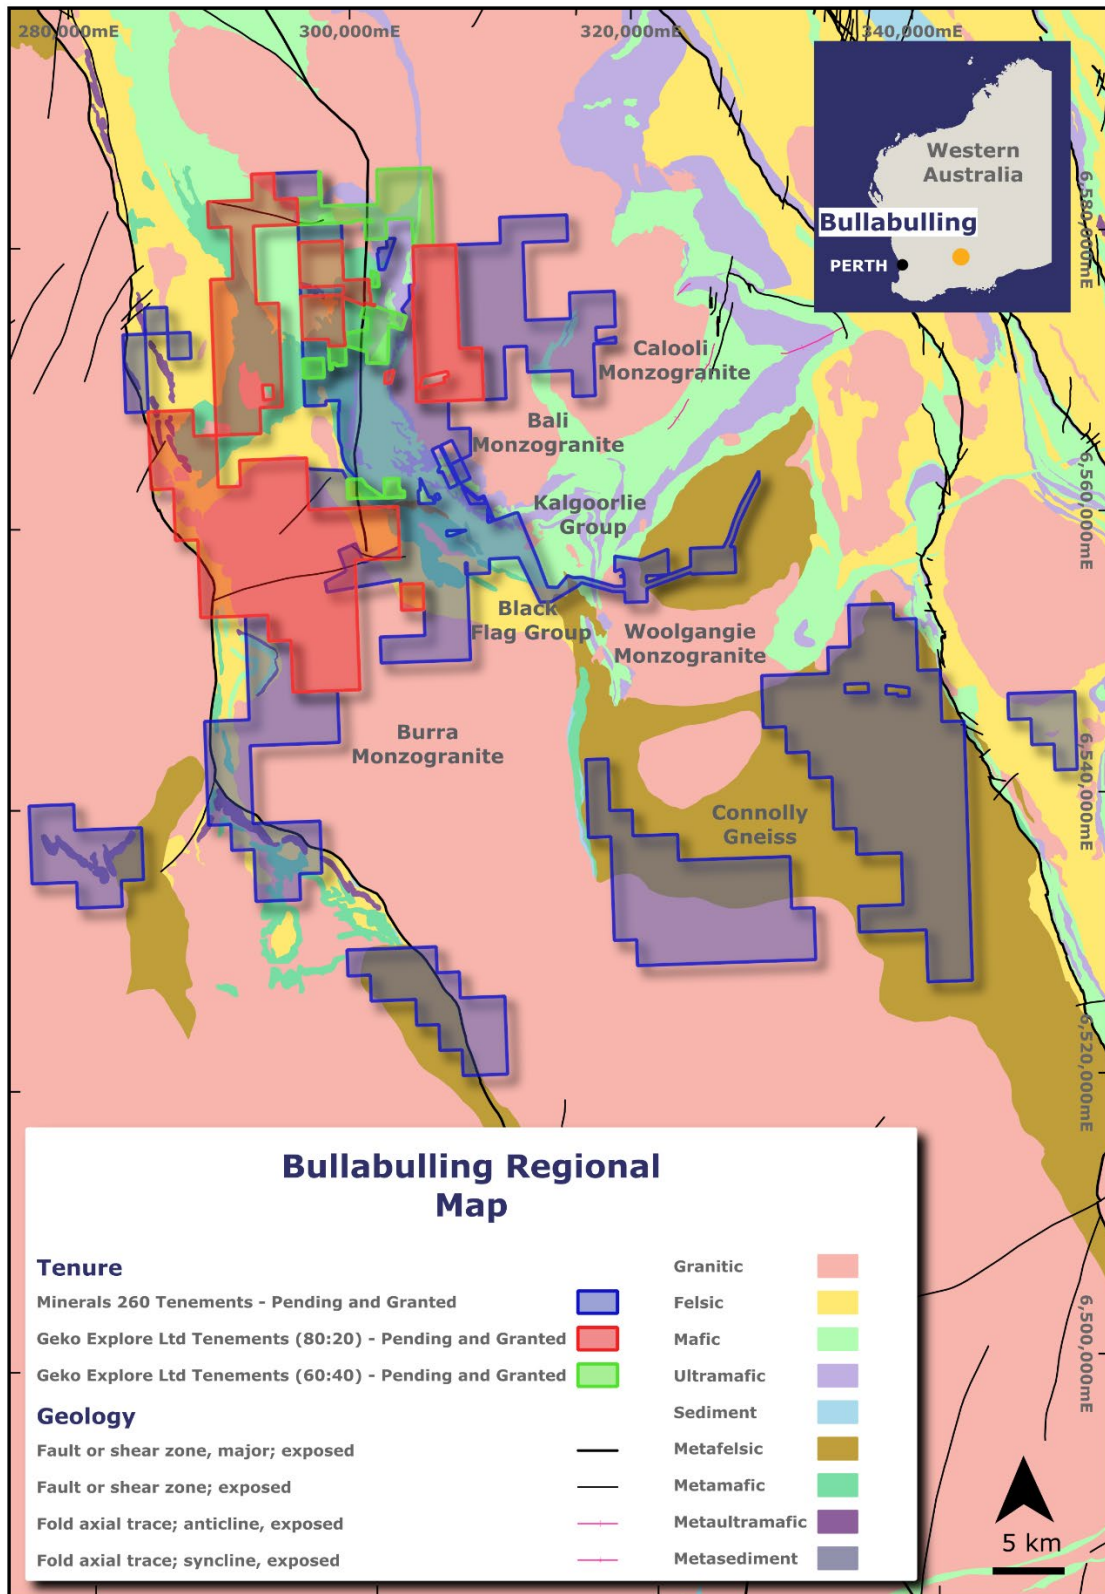 280,000mE
300,000mE
320,000mE
340,000mE
Western
Australia
Bullabulling
PERTH
6,580,000mE
Calooli
Monzogranite
Bali
Monzogranite
Kalgoorlie
Group
6,560,000mE
Black
Flag Group
Woolgangie
Monzogranite
Burra
Monzogranite
6,540,000mE
Connolly
Gneiss
6,520,000mE
Bullabulling Regional
Map
Tenure
Minerals 260 Tenements - Pending and Granted
Geko Explore Ltd Tenements (80:20) - Pending and Granted
Geko Explore Ltd Tenements (60:40) - Pending and Granted
Geology
Fault or shear zone, major; exposed
Fault or shear zone; exposed
Fold axial trace; anticline, exposed
Fold axial trace; syncline, exposed
Granitic
Felsic
Mafic
Ultramafic
Sediment
Metafelsic
Metamafic
Metaultramafic
Metasediment
6,500,000mE
5 km